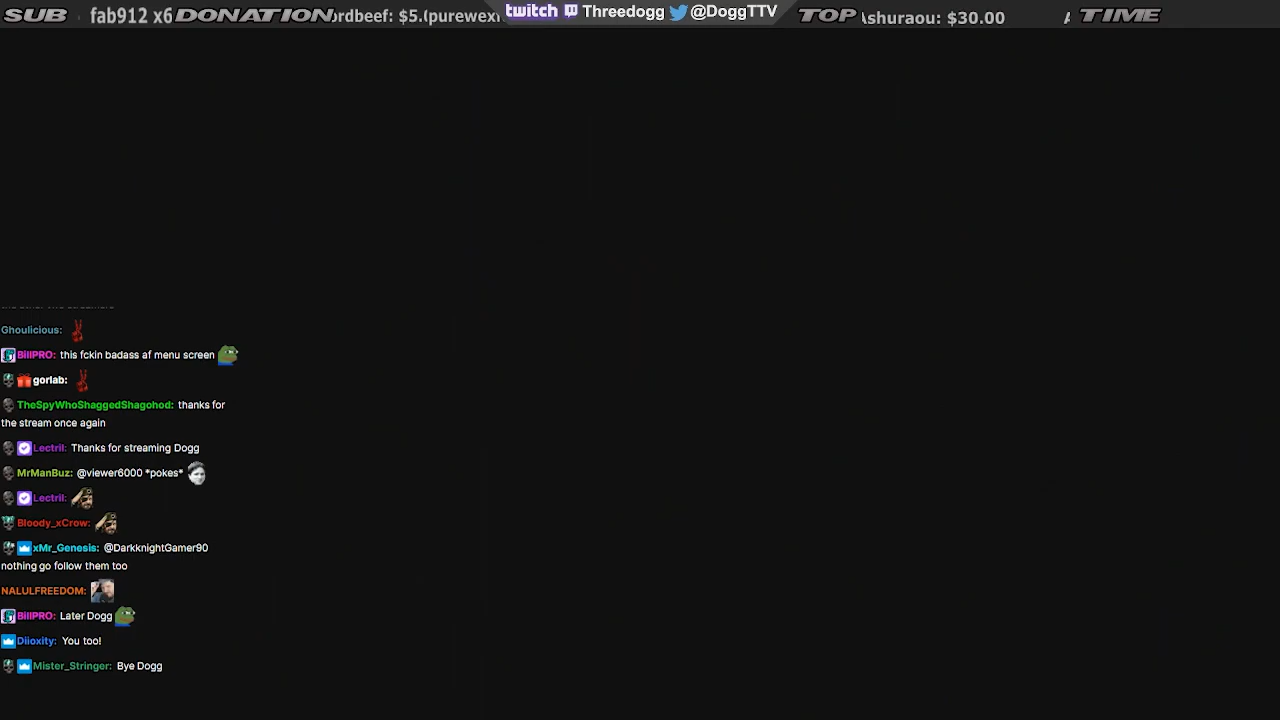 SUB fab912 x6 DONATION ordbeef: $5.(purewex twitch Threedogg @DoggTTV TOP Ashuraou: $30.00 TIME
Ghoulicious:
BillPRO: this fckin badass af menu screen
gorlab:
TheSpyWhoShaggedShagohod: thanks for
the stream once again
Lectril: Thanks for streaming Dogg
MrManBuz: @viewer6000 *pokes*
Lectril:
Bloody_xCrow:
xMr_Genesis: @DarkknightGamer90
nothing go follow them too
NALULFREEDOM:
BillPRO: Later Dogg
Diioxity: You too!
Mister_Stringer: Bye Dogg